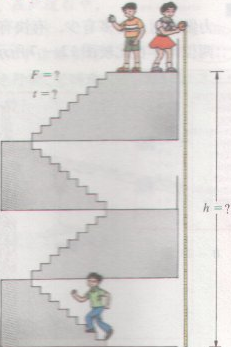 F = ?
t = ?
h = ?